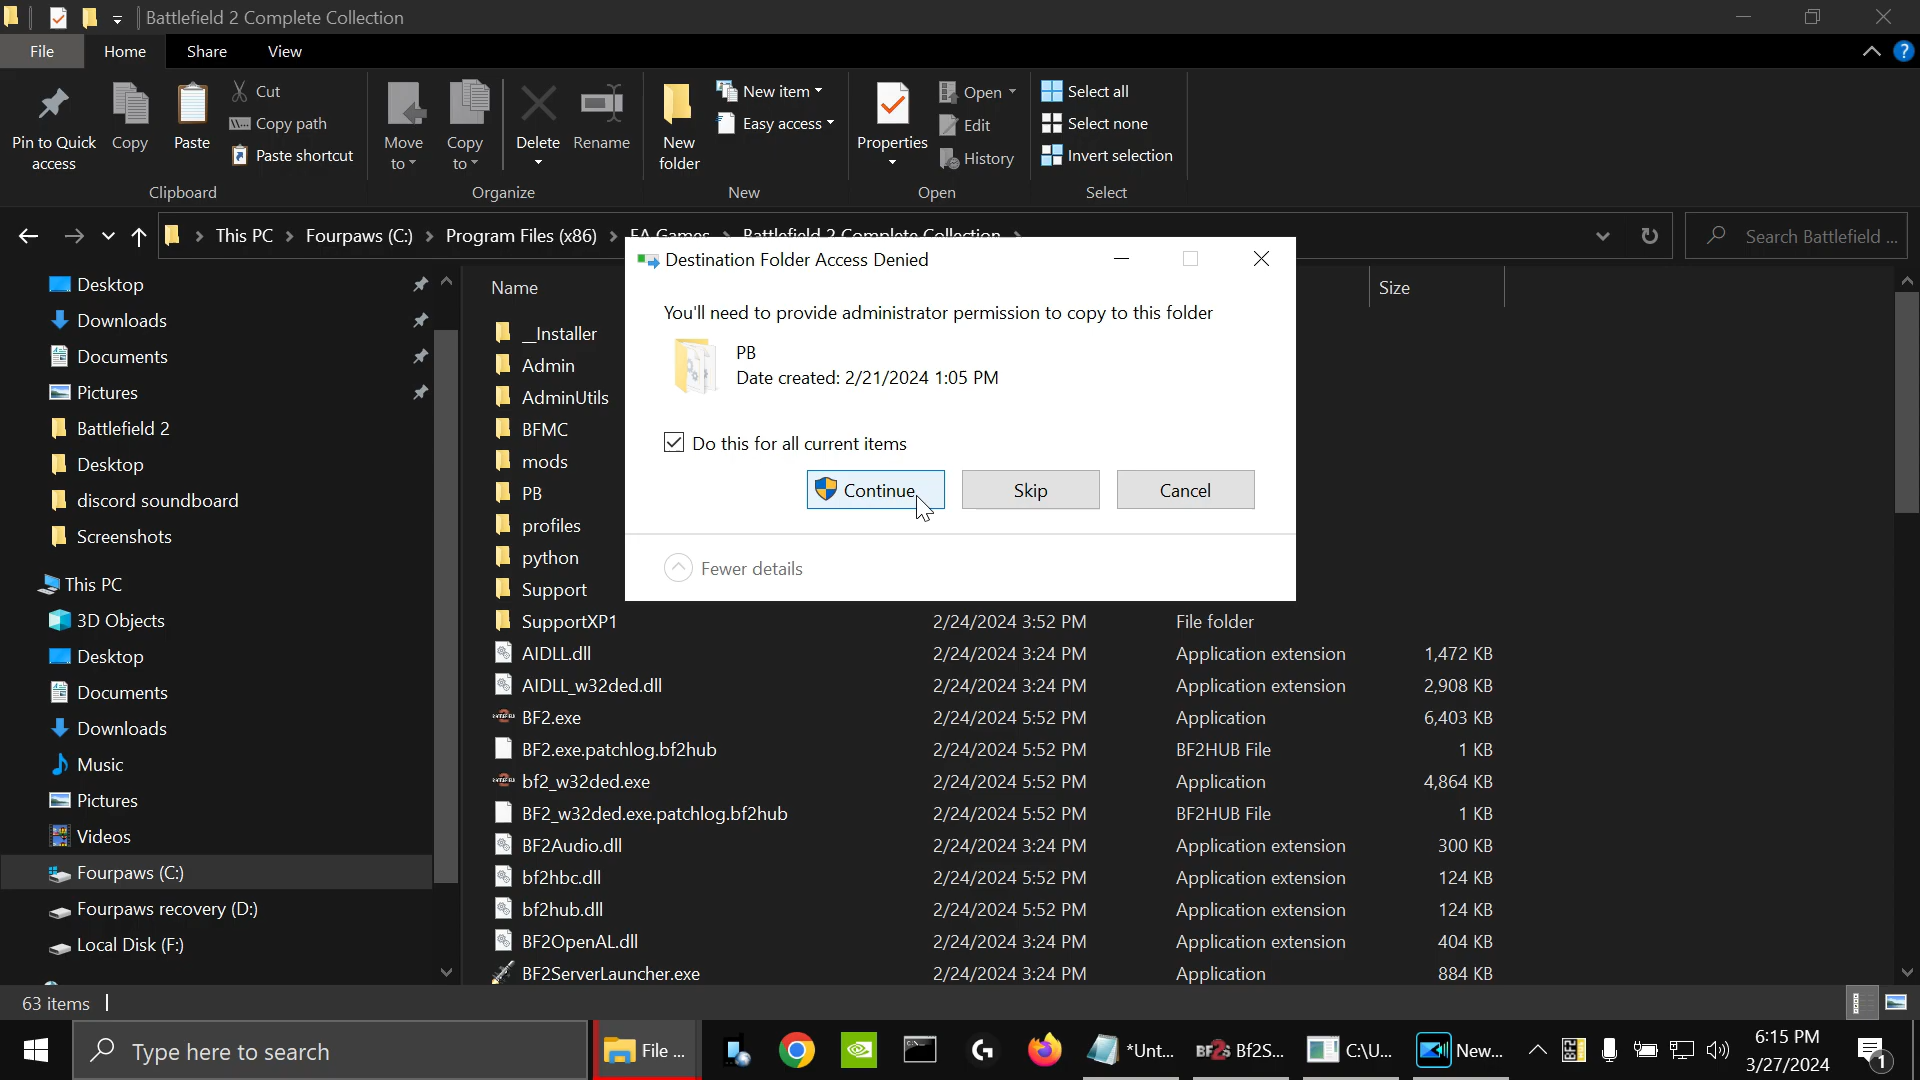 Battlefield 2 Complete Collection
File
Home
Share
View
Pin to Quick access
Copy
Paste
Cut
Copy path
Paste shortcut
Move to
Copy to
Delete
Rename
New folder
New item
Easy access
Properties
Open
Edit
History
Select all
Select none
Invert selection
Clipboard
Organize
New
Open
Select
This PC
Fourpaws (C:)
Program Files (x86)
EA Games
Battlefield 2 Complete Collection
Search Battlefield ...
Desktop
Downloads
Documents
Pictures
Battlefield 2
Desktop
discord soundboard
Screenshots
This PC
3D Objects
Desktop
Documents
Downloads
Music
Pictures
Videos
Fourpaws (C:)
Fourpaws recovery (D:)
Local Disk (F:)
Name
Size
__Installer
Admin
AdminUtils
BFMC
mods
PB
profiles
python
Support
SupportXP1 2/24/2024 3:52 PM File folder
AIDLL.dll 2/24/2024 3:24 PM Application extension 1,472 KB
AIDLL_w32ded.dll 2/24/2024 3:24 PM Application extension 2,908 KB
BF2.exe 2/24/2024 5:52 PM Application 6,403 KB
BF2.exe.patchlog.bf2hub 2/24/2024 5:52 PM BF2HUB File 1 KB
bf2_w32ded.exe 2/24/2024 5:52 PM Application 4,864 KB
BF2_w32ded.exe.patchlog.bf2hub 2/24/2024 5:52 PM BF2HUB File 1 KB
BF2Audio.dll 2/24/2024 3:24 PM Application extension 300 KB
bf2hbc.dll 2/24/2024 5:52 PM Application extension 124 KB
bf2hub.dll 2/24/2024 5:52 PM Application extension 124 KB
BF2OpenAL.dll 2/24/2024 3:24 PM Application extension 404 KB
BF2ServerLauncher.exe 2/24/2024 3:24 PM Application 884 KB
Destination Folder Access Denied
You'll need to provide administrator permission to copy to this folder
PB
Date created: 2/21/2024 1:05 PM
Do this for all current items
Continue
Skip
Cancel
Fewer details
63 items
Type here to search
File ...
*Unt...
Bf2S...
C:\U...
New...
6:15 PM
3/27/2024
1